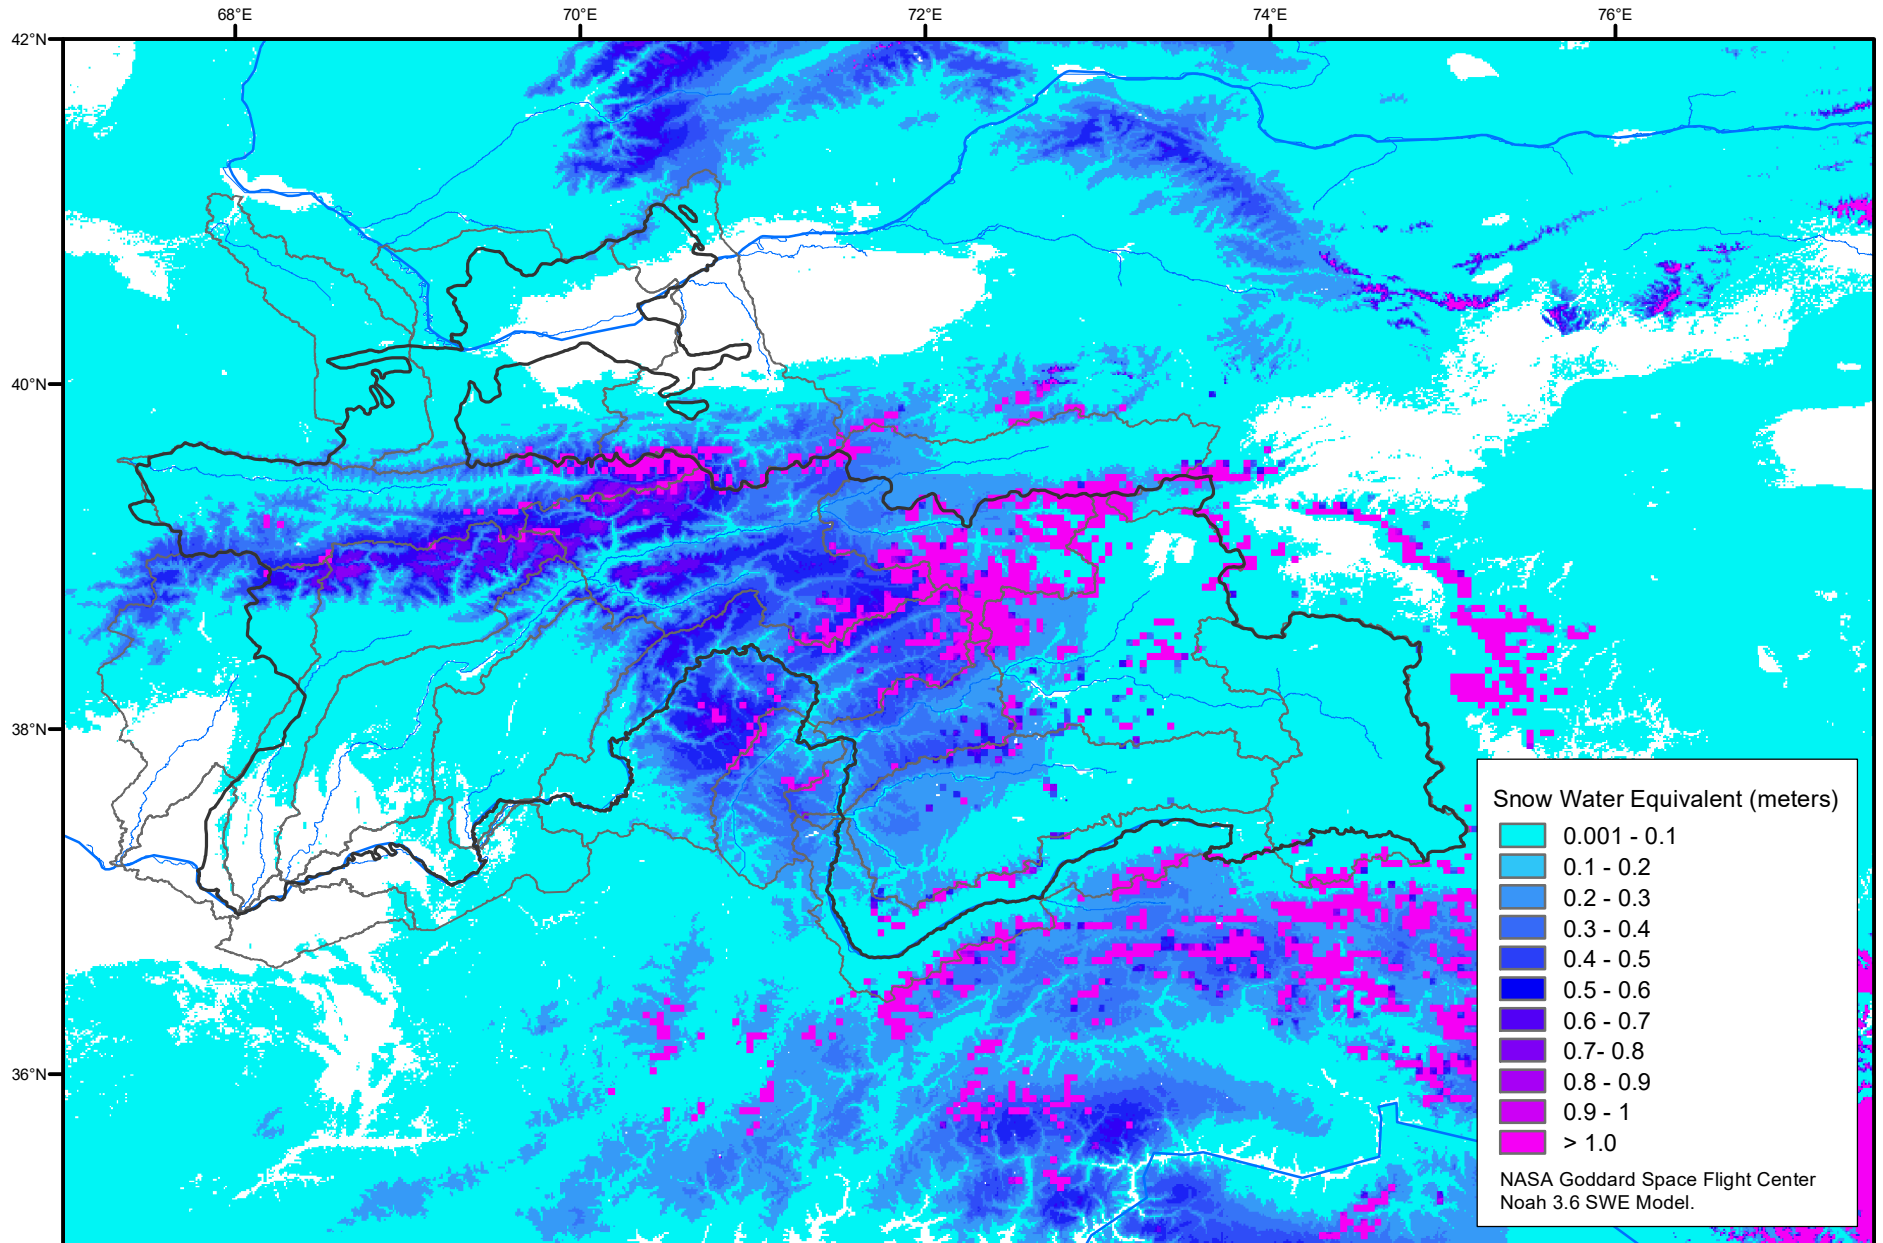 68°E 70°E 72°E 74°E 76°E
42°N
40°N
38°N
36°N
Snow Water Equivalent (meters)
0.001 - 0.1
0.1 - 0.2
0.2 - 0.3
0.3 - 0.4
0.4 - 0.5
0.5 - 0.6
0.6 - 0.7
0.7- 0.8
0.8 - 0.9
0.9 - 1
> 1.0
NASA Goddard Space Flight Center
Noah 3.6 SWE Model.